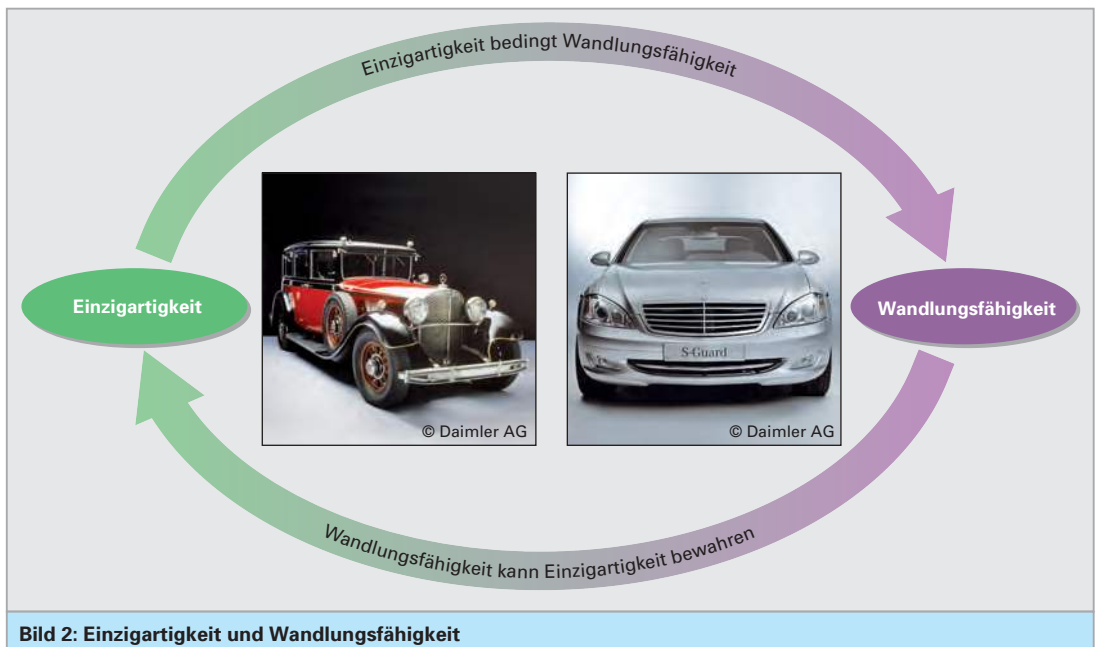 Einzigartigkeit bedingt Wandlungsfähigkeit
Einzigartigkeit
Wandlungsfähigkeit
S-Guard
© Daimler AG
© Daimler AG
Wandlungsfähigkeit kann Einzigartigkeit bewahren
Bild 2: Einzigartigkeit und Wandlungsfähigkeit